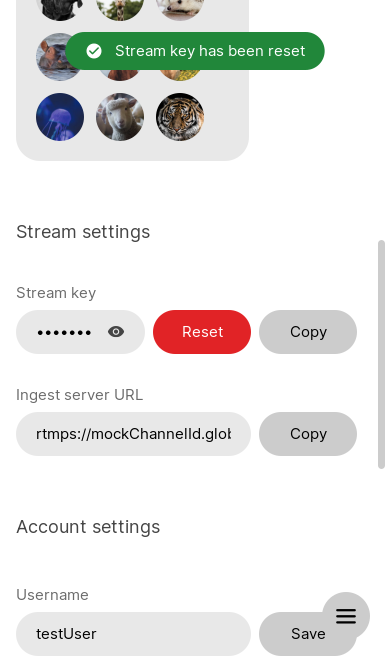 Stream key has been reset
Stream settings
Stream key
••••••• Reset Copy
Ingest server URL
rtmps://mockChannelId.glob Copy
Account settings
Username
testUser Save